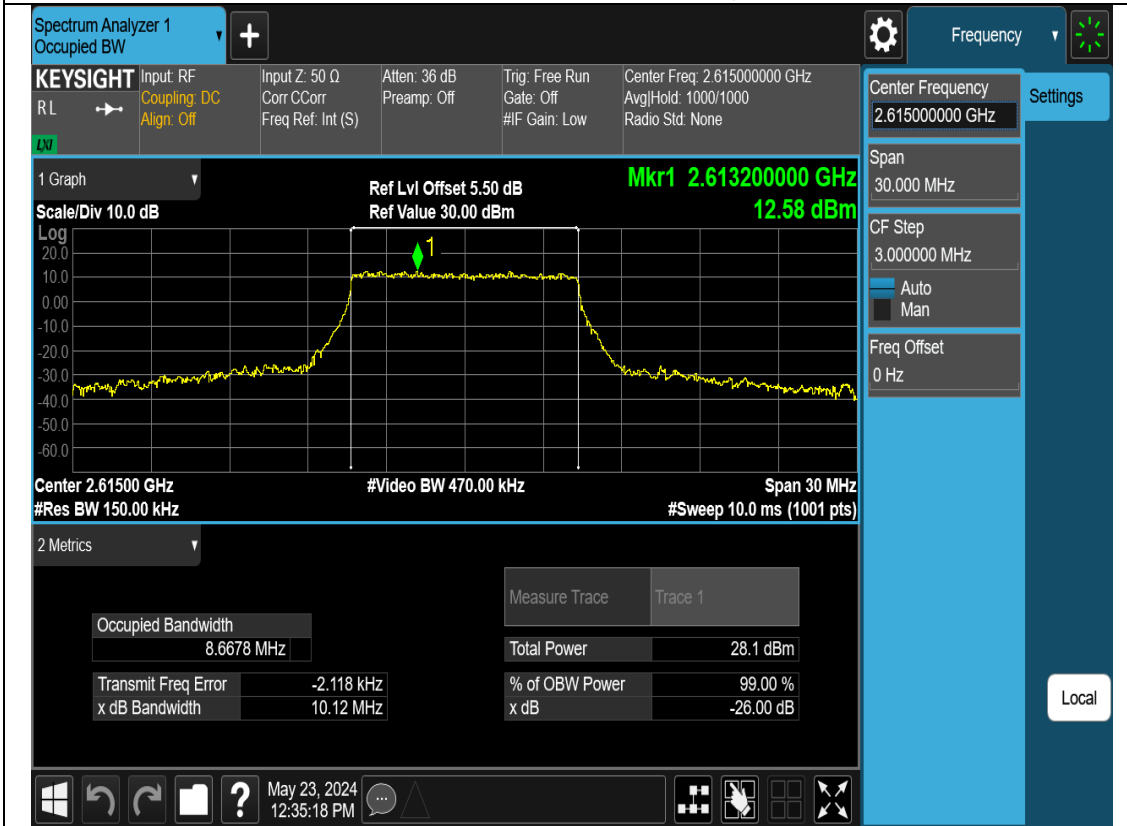 Spectrum Analyzer 1
Occupied BW
+
Frequency
KEYSIGHT
R L
LXI
Input: RF
Coupling: DC
Align: Off
Input Z: 50 Ω
Corr CCorr
Freq Ref: Int (S)
Atten: 36 dB
Preamp: Off
Trig: Free Run
Gate: Off
#IF Gain: Low
Center Freq: 2.615000000 GHz
Avg|Hold: 1000/1000
Radio Std: None
Center Frequency
2.615000000 GHz
Settings
Span
30.000 MHz
CF Step
3.000000 MHz
Auto
Man
Freq Offset
0 Hz
Local
1 Graph
Scale/Div 10.0 dB
Ref Lvl Offset 5.50 dB
Ref Value 30.00 dBm
Mkr1 2.613200000 GHz
12.58 dBm
Log
20.0
10.0
0.00
-10.0
-20.0
-30.0
-40.0
-50.0
-60.0
1
Center 2.61500 GHz
#Res BW 150.00 kHz
#Video BW 470.00 kHz
Span 30 MHz
#Sweep 10.0 ms (1001 pts)
2 Metrics
Measure Trace Trace 1
Occupied Bandwidth
8.6678 MHz
Total Power 28.1 dBm
Transmit Freq Error -2.118 kHz
% of OBW Power 99.00 %
x dB Bandwidth 10.12 MHz
x dB -26.00 dB
?
May 23, 2024
12:35:18 PM